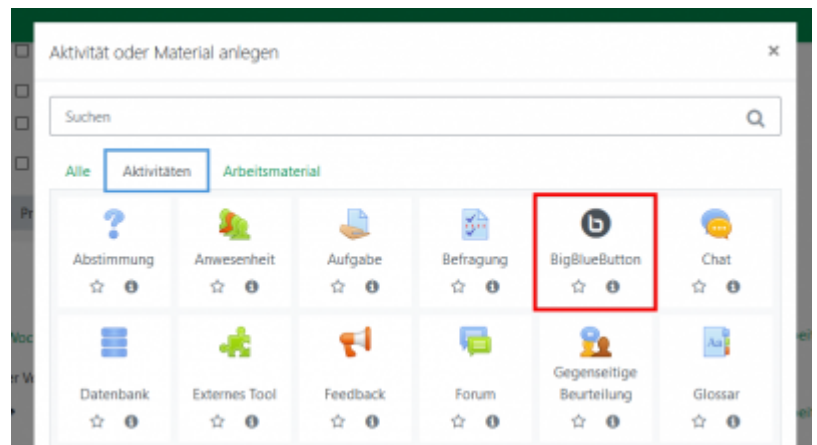 Aktivität oder Material anlegen ×
Suchen
Alle Aktivitäten Arbeitsmaterial
Abstimmung Anwesenheit Aufgabe Befragung BigBlueButton Chat
Datenbank Externes Tool Feedback Forum Gegenseitige Beurteilung Glossar